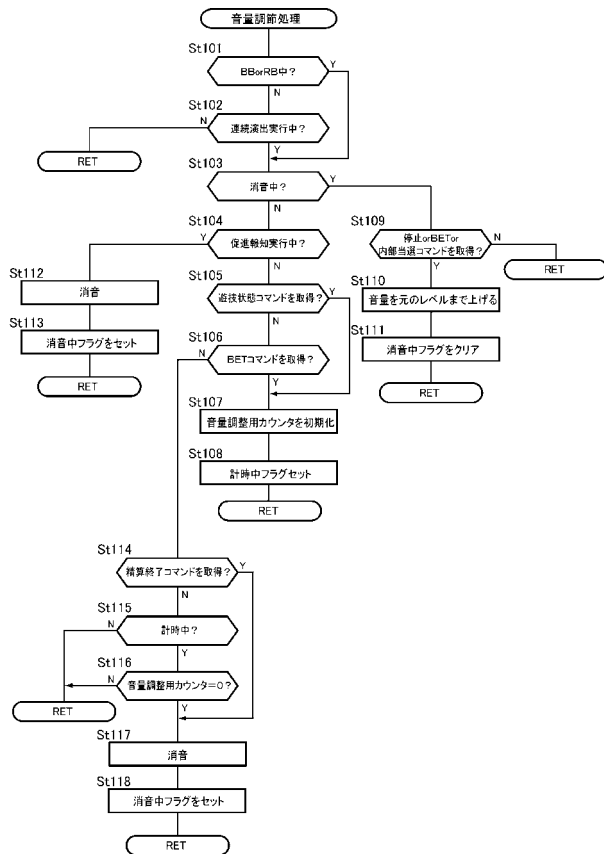 音量調節処理
St101
BBorRB中?
Y
N
St102
連続演出実行中?
N
Y
RET
St103
消音中?
Y
N
St104
促進報知実行中?
Y
N
St109
停止orBETor
内部当選コマンドを取得?
N
Y
RET
St112
消音
St105
遊技状態コマンドを取得?
Y
N
St110
音量を元のレベルまで上げる
St113
消音中フラグをセット
St106
BETコマンドを取得?
N
Y
St111
消音中フラグをクリア
RET
RET
St107
音量調整用カウンタを初期化
St108
計時中フラグセット
RET
St114
精算終了コマンドを取得?
Y
N
St115
計時中?
N
Y
St116
音量調整用カウンタ=0?
N
Y
RET
St117
消音
St118
消音中フラグをセット
RET